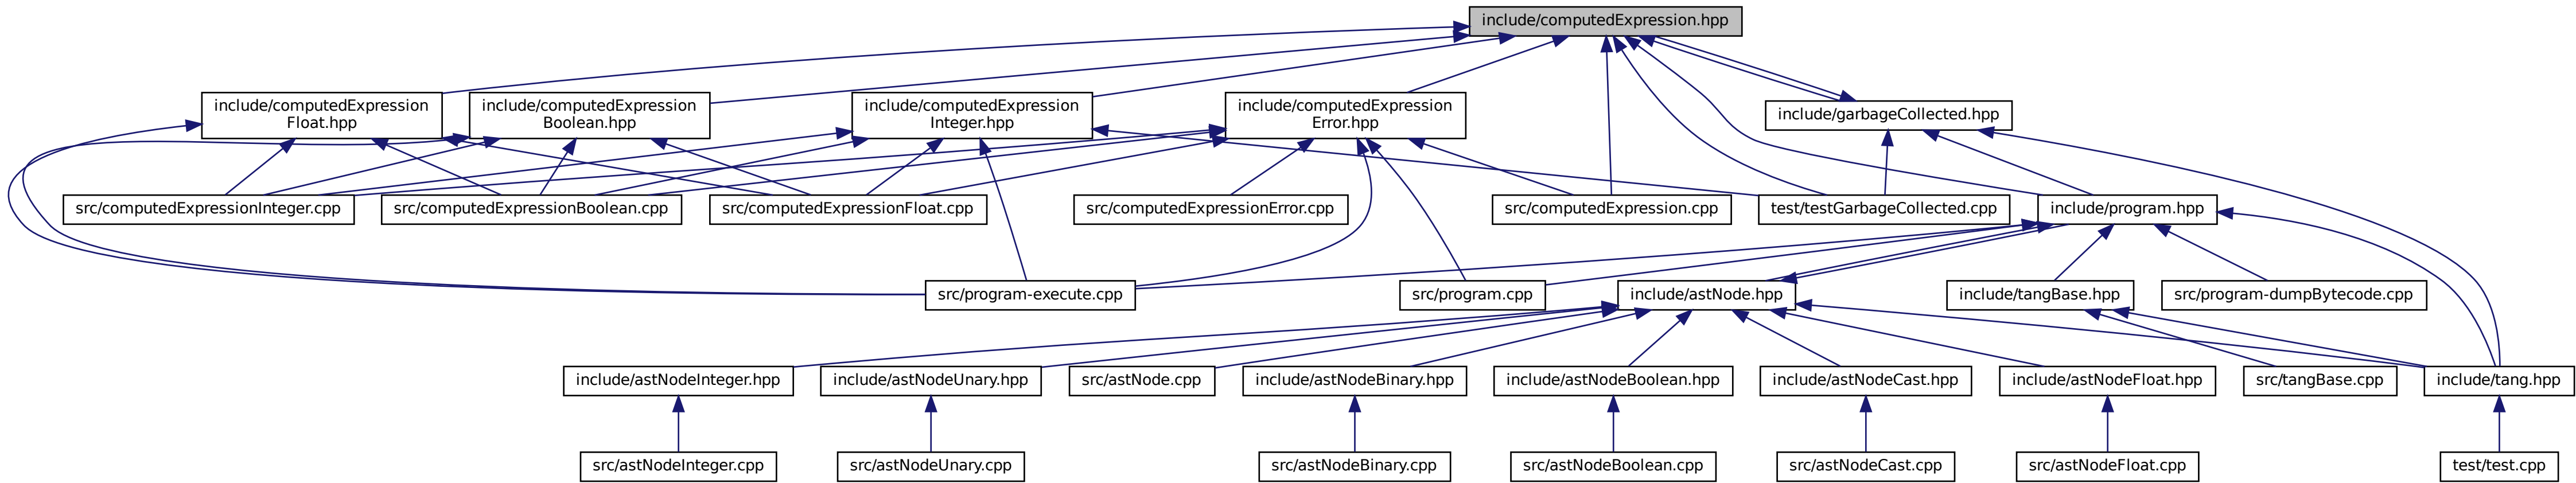 include/computedExpression.hpp
include/computedExpression
Float.hpp
include/computedExpression
Boolean.hpp
include/computedExpression
Integer.hpp
include/computedExpression
Error.hpp
include/garbageCollected.hpp
src/computedExpressionInteger.cpp
src/computedExpressionBoolean.cpp
src/computedExpressionFloat.cpp
src/computedExpressionError.cpp
src/computedExpression.cpp
test/testGarbageCollected.cpp
include/program.hpp
src/program-execute.cpp
src/program.cpp
include/astNode.hpp
include/tangBase.hpp
src/program-dumpBytecode.cpp
include/astNodeInteger.hpp
include/astNodeUnary.hpp
src/astNode.cpp
include/astNodeBinary.hpp
include/astNodeBoolean.hpp
include/astNodeCast.hpp
include/astNodeFloat.hpp
src/tangBase.cpp
include/tang.hpp
src/astNodeInteger.cpp
src/astNodeUnary.cpp
src/astNodeBinary.cpp
src/astNodeBoolean.cpp
src/astNodeCast.cpp
src/astNodeFloat.cpp
test/test.cpp